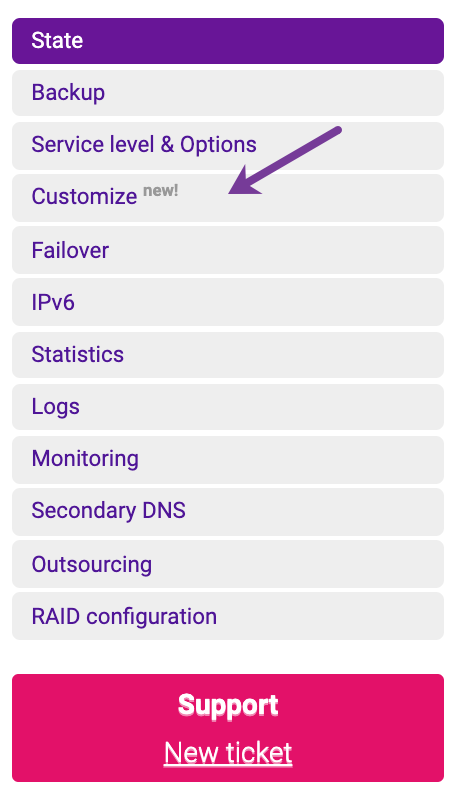 State
Backup
Service level & Options
Customize new!
Failover
IPv6
Statistics
Logs
Monitoring
Secondary DNS
Outsourcing
RAID configuration
Support
New ticket